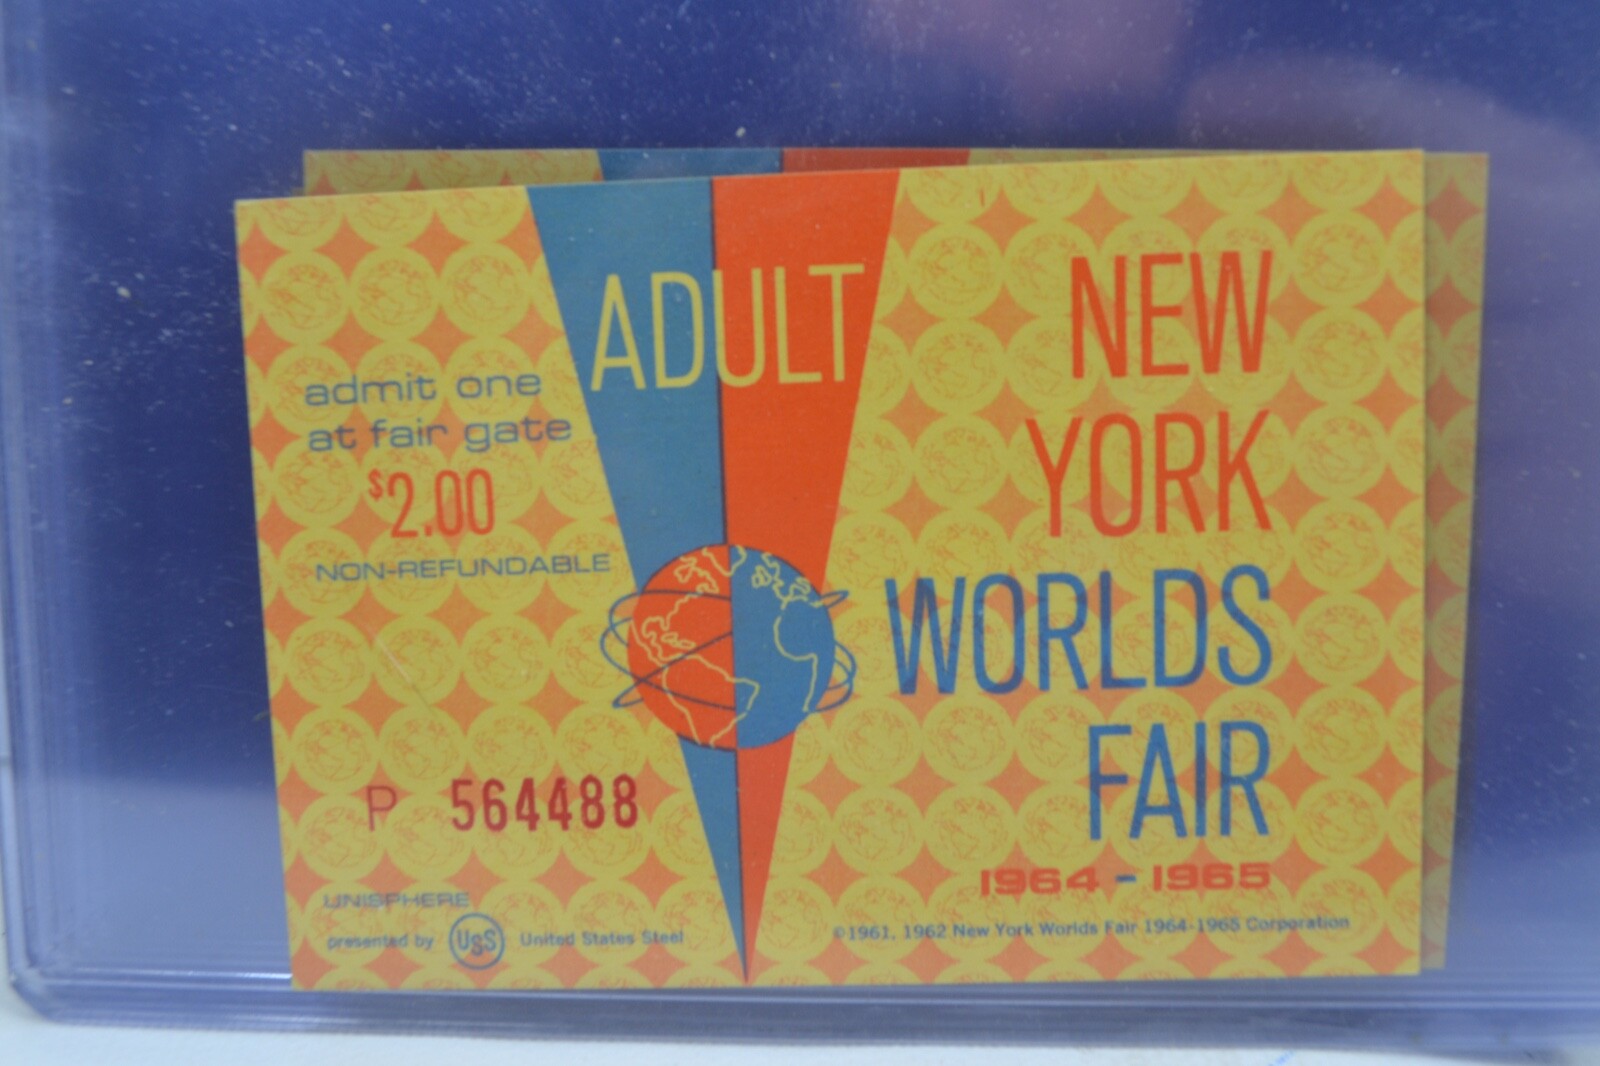 ADULT
admit one
at fair gate
$2.00
NON-REFUNDABLE
P 564488
UNISPHERE
presented by USS United States Steel
NEW
YORK
WORLDS
FAIR
1964-1965
©1961, 1962 New York Worlds Fair 1964-1965 Corporation